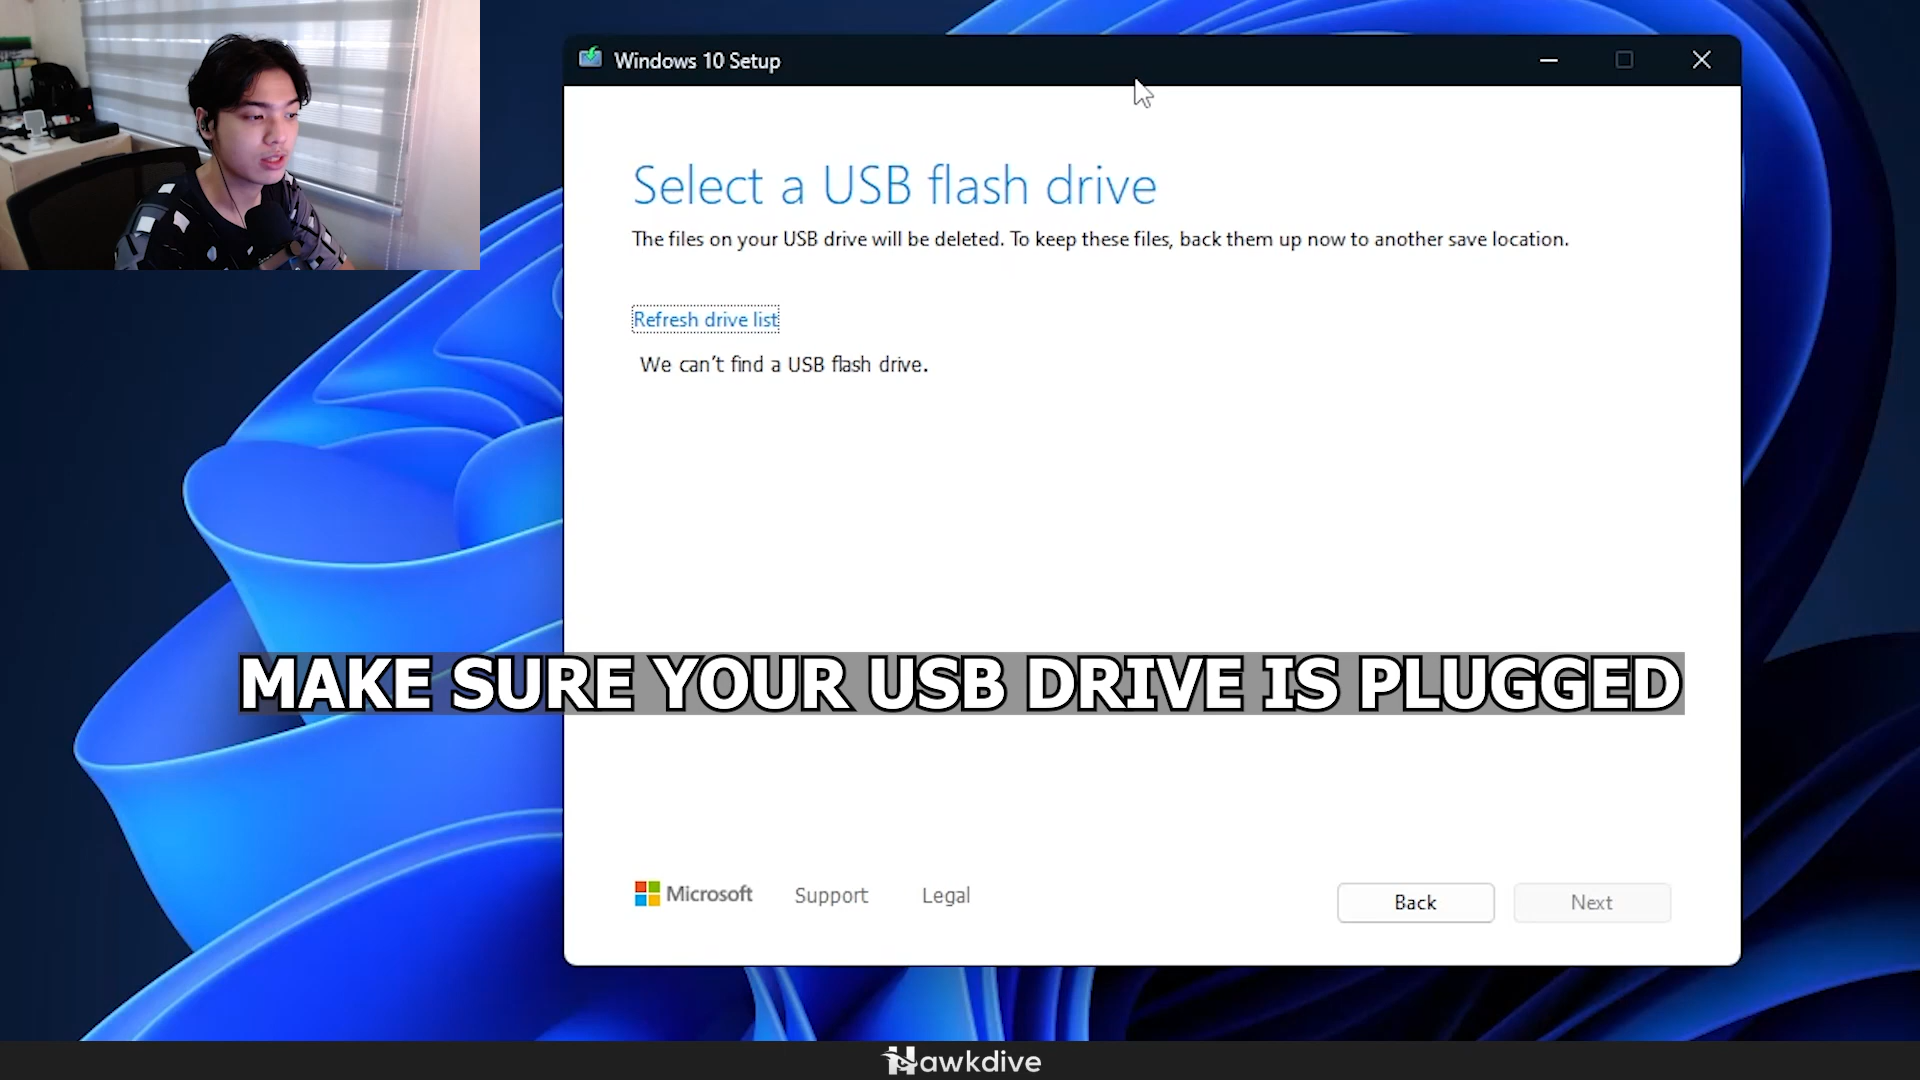 Windows 10 Setup
Select a USB flash drive
The files on your USB drive will be deleted. To keep these files, back them up now to another save location.
Refresh drive list
We can't find a USB flash drive.
MAKE SURE YOUR USB DRIVE IS PLUGGED
Microsoft Support Legal Back Next
Hawkdive